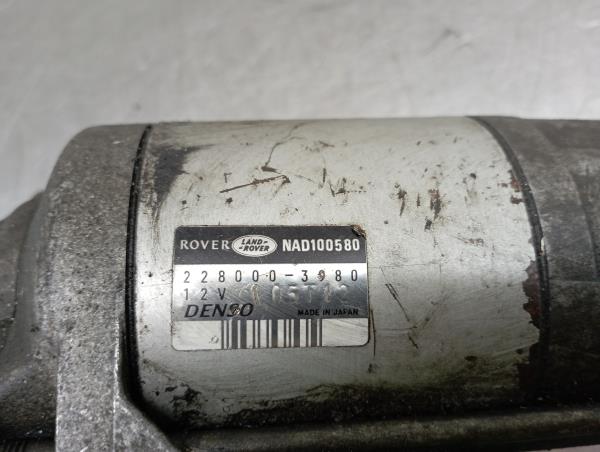 ROVER LAND-ROVER NAD100580
228000-3980
12V
DENSO MADE IN JAPAN